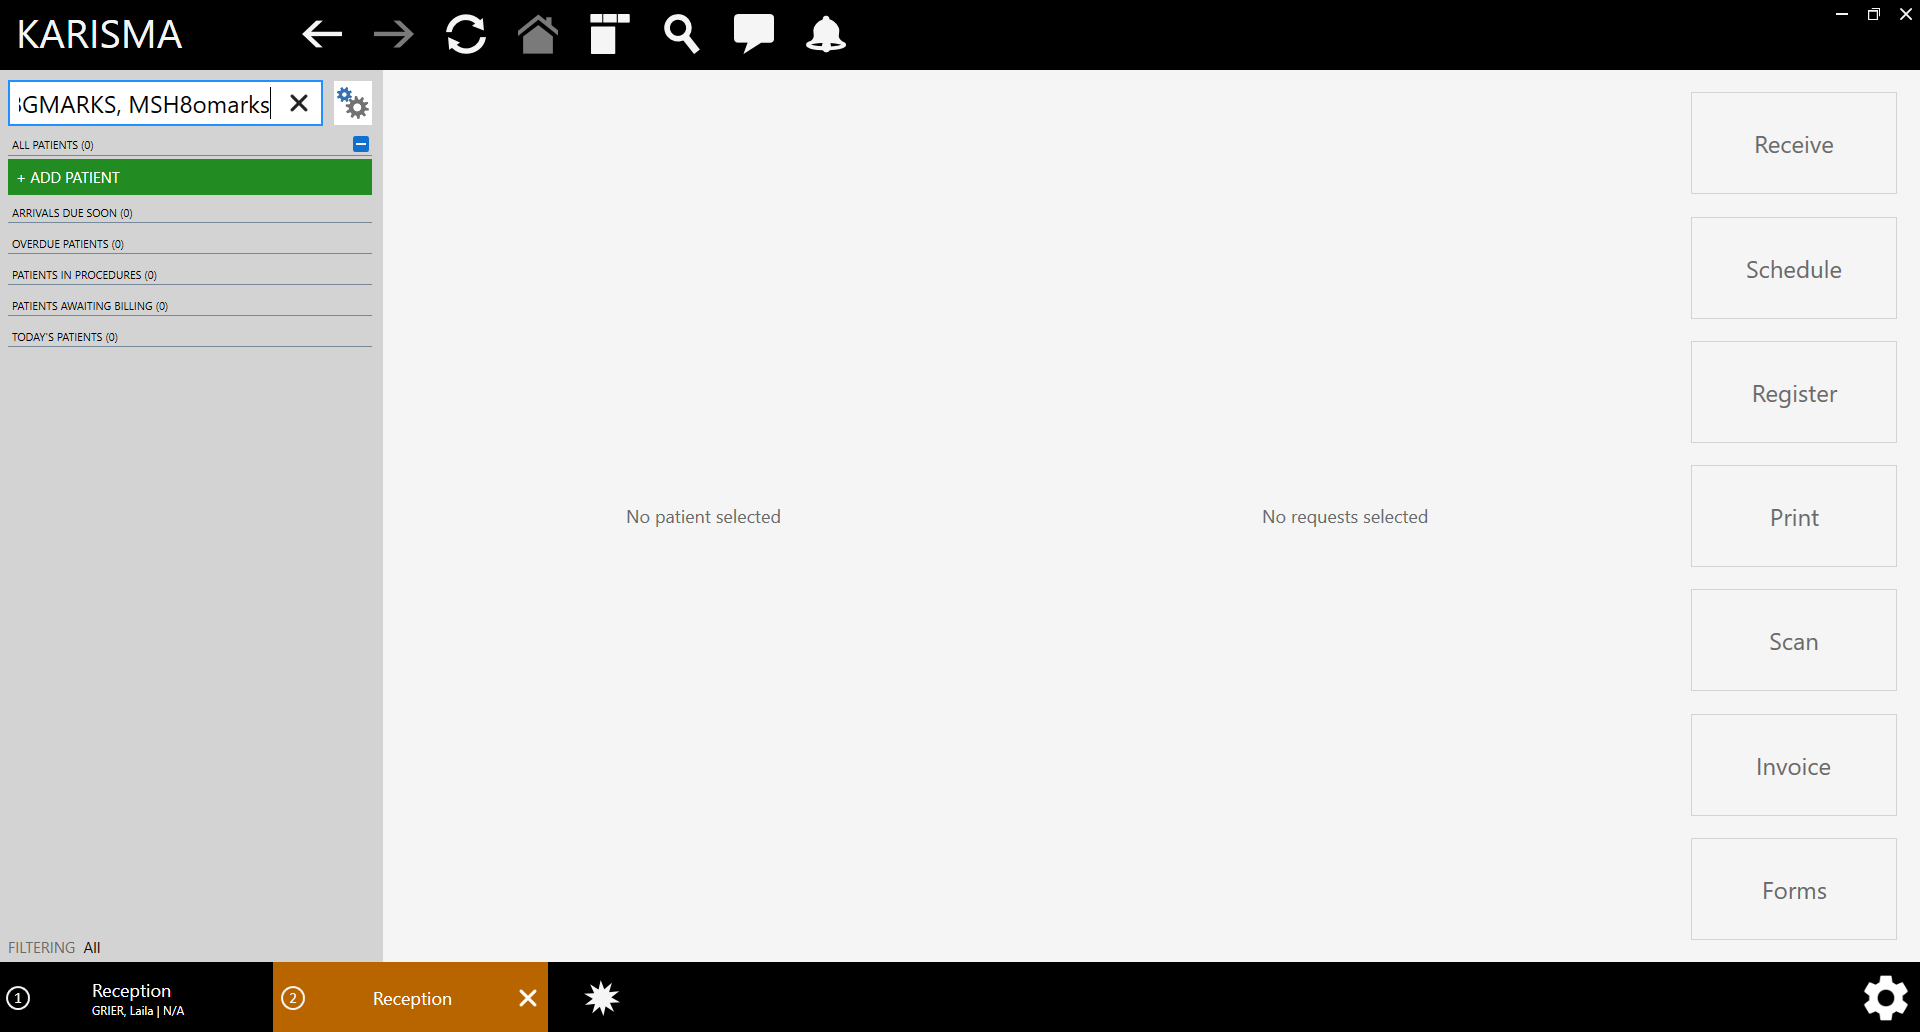 KARISMA
GMARKS, MSH8omarks
ALL PATIENTS (0)
+ ADD PATIENT
ARRIVALS DUE SOON (0)
OVERDUE PATIENTS (0)
PATIENTS IN PROCEDURES (0)
PATIENTS AWAITING BILLING (0)
TODAY'S PATIENTS (0)
FILTERING All
No patient selected
No requests selected
Receive
Schedule
Register
Print
Scan
Invoice
Forms
1
Reception
GRIER, Laila | N/A
2
Reception